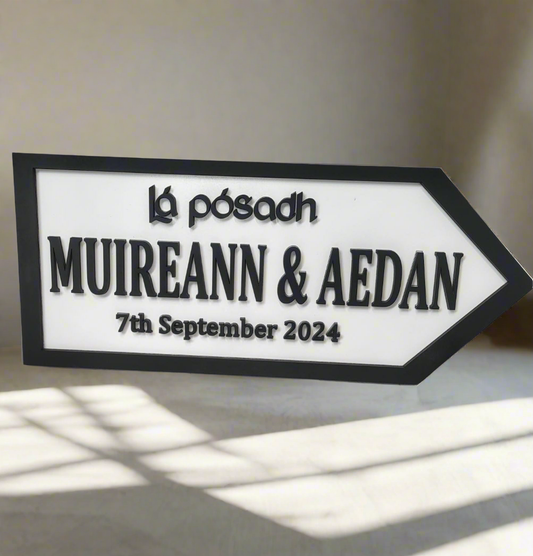 Lá pósadh
MUIREANN & AEDAN
7th September 2024